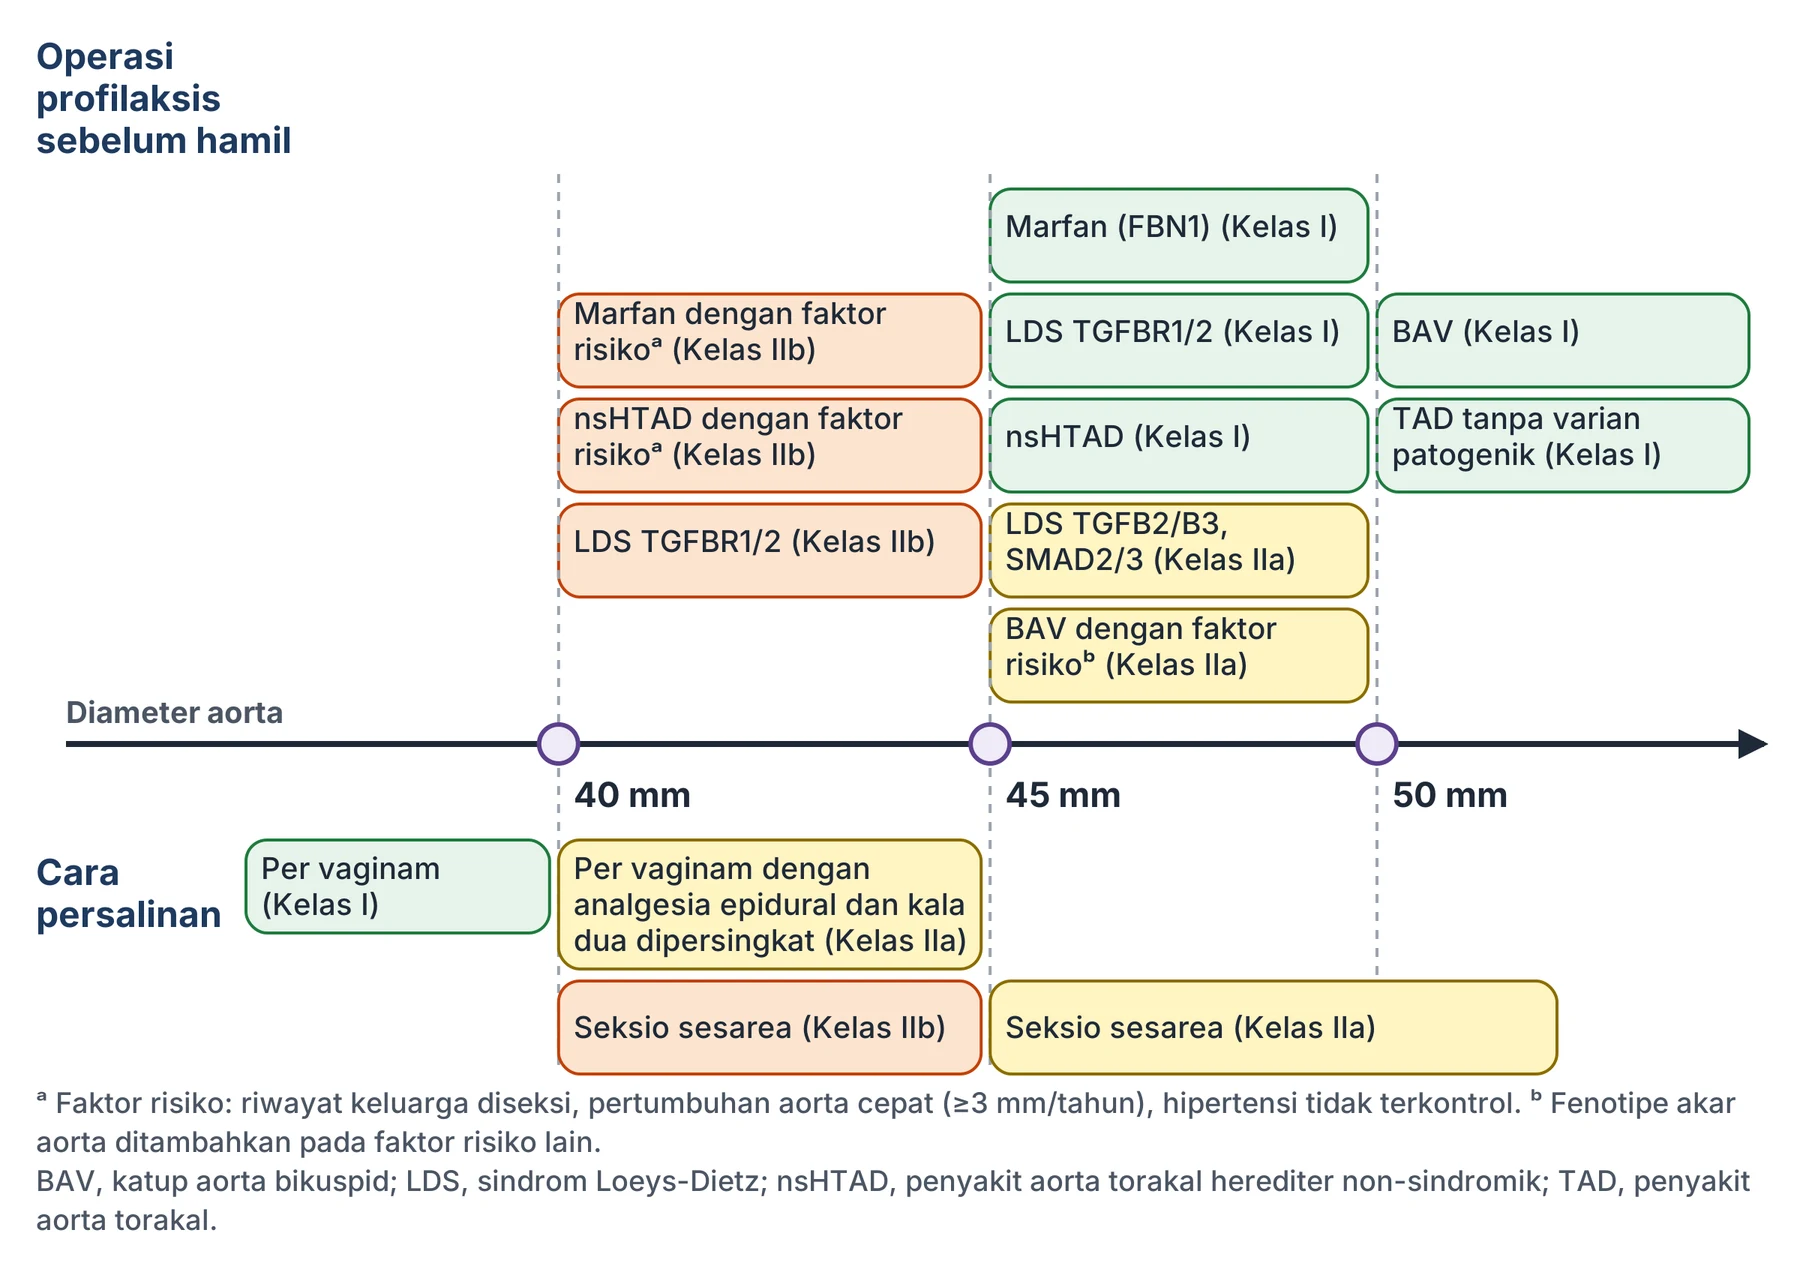 Operasi
profilaksis
sebelum hamil
Marfan (FBN1) (Kelas I)
Marfan dengan faktor
risikoᵃ (Kelas IIb)
LDS TGFBR1/2 (Kelas I)
BAV (Kelas I)
nsHTAD dengan faktor
risikoᵃ (Kelas IIb)
nsHTAD (Kelas I)
TAD tanpa varian
patogenik (Kelas I)
LDS TGFBR1/2 (Kelas IIb)
LDS TGFB2/B3,
SMAD2/3 (Kelas IIa)
BAV dengan faktor
risikoᵇ (Kelas IIa)
Diameter aorta
40 mm
45 mm
50 mm
Cara
persalinan
Per vaginam
(Kelas I)
Per vaginam dengan
analgesia epidural dan kala
dua dipersingkat (Kelas IIa)
Seksio sesarea (Kelas IIb)
Seksio sesarea (Kelas IIa)
ᵃ Faktor risiko: riwayat keluarga diseksi, pertumbuhan aorta cepat (≥3 mm/tahun), hipertensi tidak terkontrol. ᵇ Fenotipe akar
aorta ditambahkan pada faktor risiko lain.
BAV, katup aorta bikuspid; LDS, sindrom Loeys-Dietz; nsHTAD, penyakit aorta torakal herediter non-sindromik; TAD, penyakit
aorta torakal.